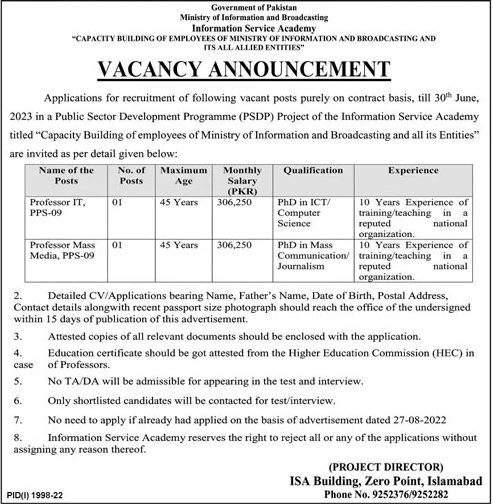 Government of Pakistan
Ministry of Information and Broadcasting
Information Service Academy
"CAPACITY BUILDING OF EMPLOYEES OF MINISTRY OF INFORMATION AND BROADCASTING AND
ITS ALL ALLIED ENTITIES"
VACANCY ANNOUNCEMENT
Applications for recruitment of following vacant posts purely on contract basis, till 30th June,
2023 in a Public Sector Development Programme (PSDP) Project of the Information Service Academy
titled "Capacity Building of employees of Ministry of Information and Broadcasting and all its Entities"
are invited as per detail given below:
Name of the Posts No. of Posts Maximum Age Monthly Salary (PKR) Qualification Experience
Professor IT, PPS-09 01 45 Years 306,250 PhD in ICT/ Computer Science 10 Years Experience of training/teaching in a reputed national organization.
Professor Mass Media, PPS-09 01 45 Years 306,250 PhD in Mass Communication/ Journalism 10 Years Experience of training/teaching in a reputed national organization.
2. Detailed CV/Applications bearing Name, Father's Name, Date of Birth, Postal Address,
Contact details alongwith recent passport size photograph should reach the office of the undersigned
within 15 days of publication of this advertisement.
3. Attested copies of all relevant documents should be enclosed with the application.
4. Education certificate should be got attested from the Higher Education Commission (HEC) in
case of Professors.
5. No TA/DA will be admissible for appearing in the test and interview.
6. Only shortlisted candidates will be contacted for test/interview.
7. No need to apply if already had applied on the basis of advertisement dated 27-08-2022
8. Information Service Academy reserves the right to reject all or any of the applications without
assigning any reason thereof.
(PROJECT DIRECTOR)
ISA Building, Zero Point, Islamabad
PID(I) 1998-22 Phone No. 9252376/9252282